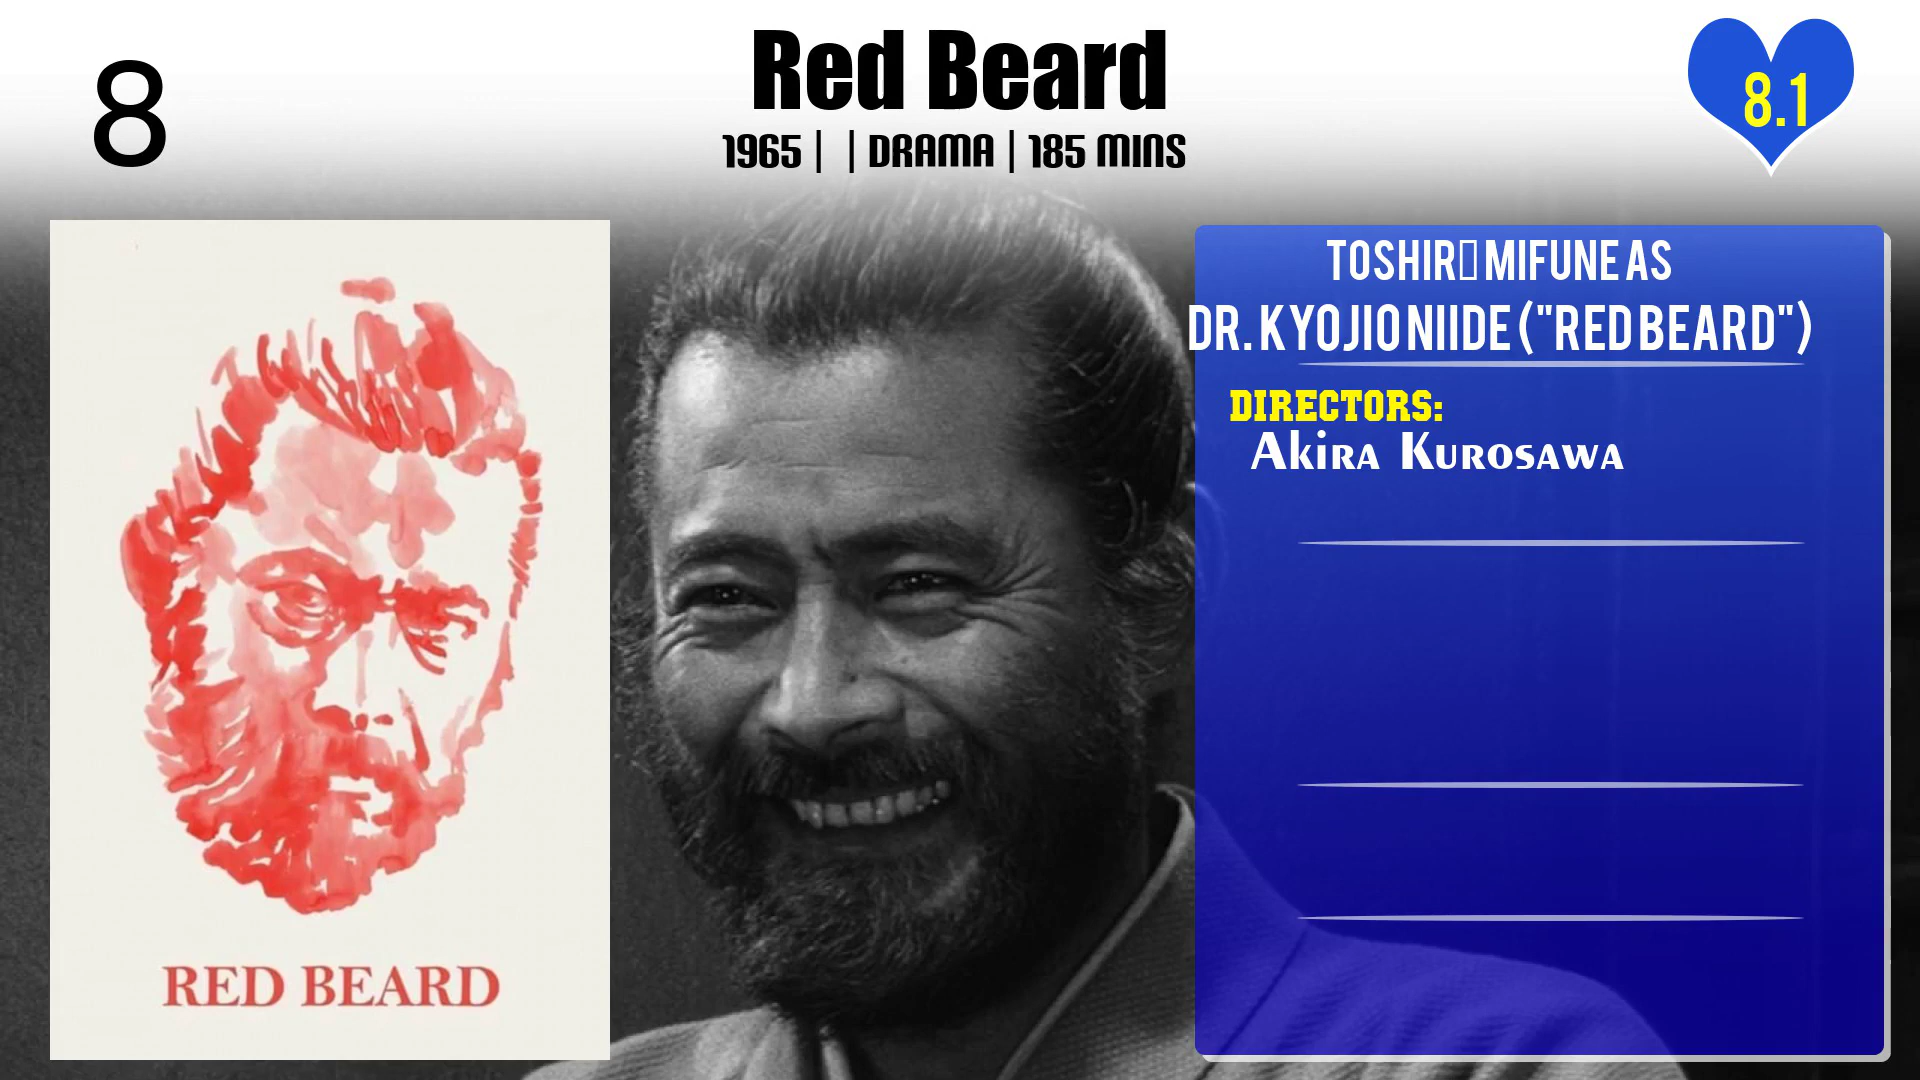 8
Red Beard
1965 |  | DRAMA | 185 MINS
8.1
TOSHIR▯ MIFUNE AS
DR. KYOJIO NIIDE ("RED BEARD")
DIRECTORS:
Akira Kurosawa
RED BEARD